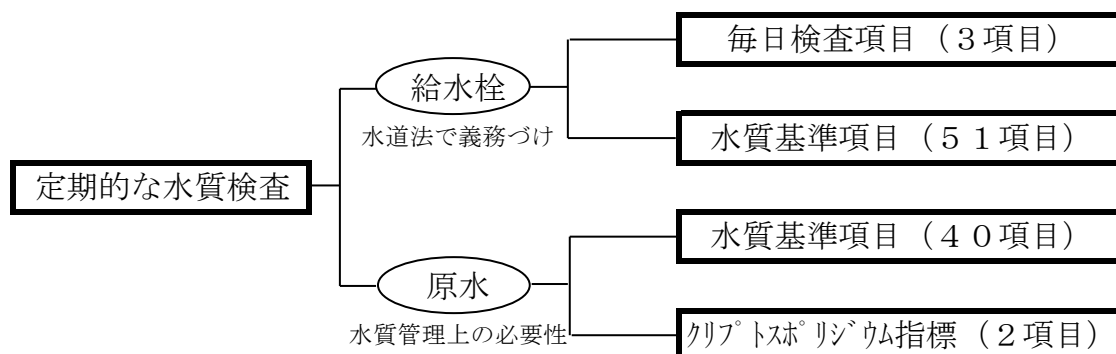 毎日検査項目（３項目）
給水栓
水道法で義務づけ
水質基準項目（５１項目）
定期的な水質検査
水質基準項目（４０項目）
原水
水質管理上の必要性
ｸﾘﾌﾟﾄｽﾎﾟﾘｼﾞｳﾑ指標（２項目）